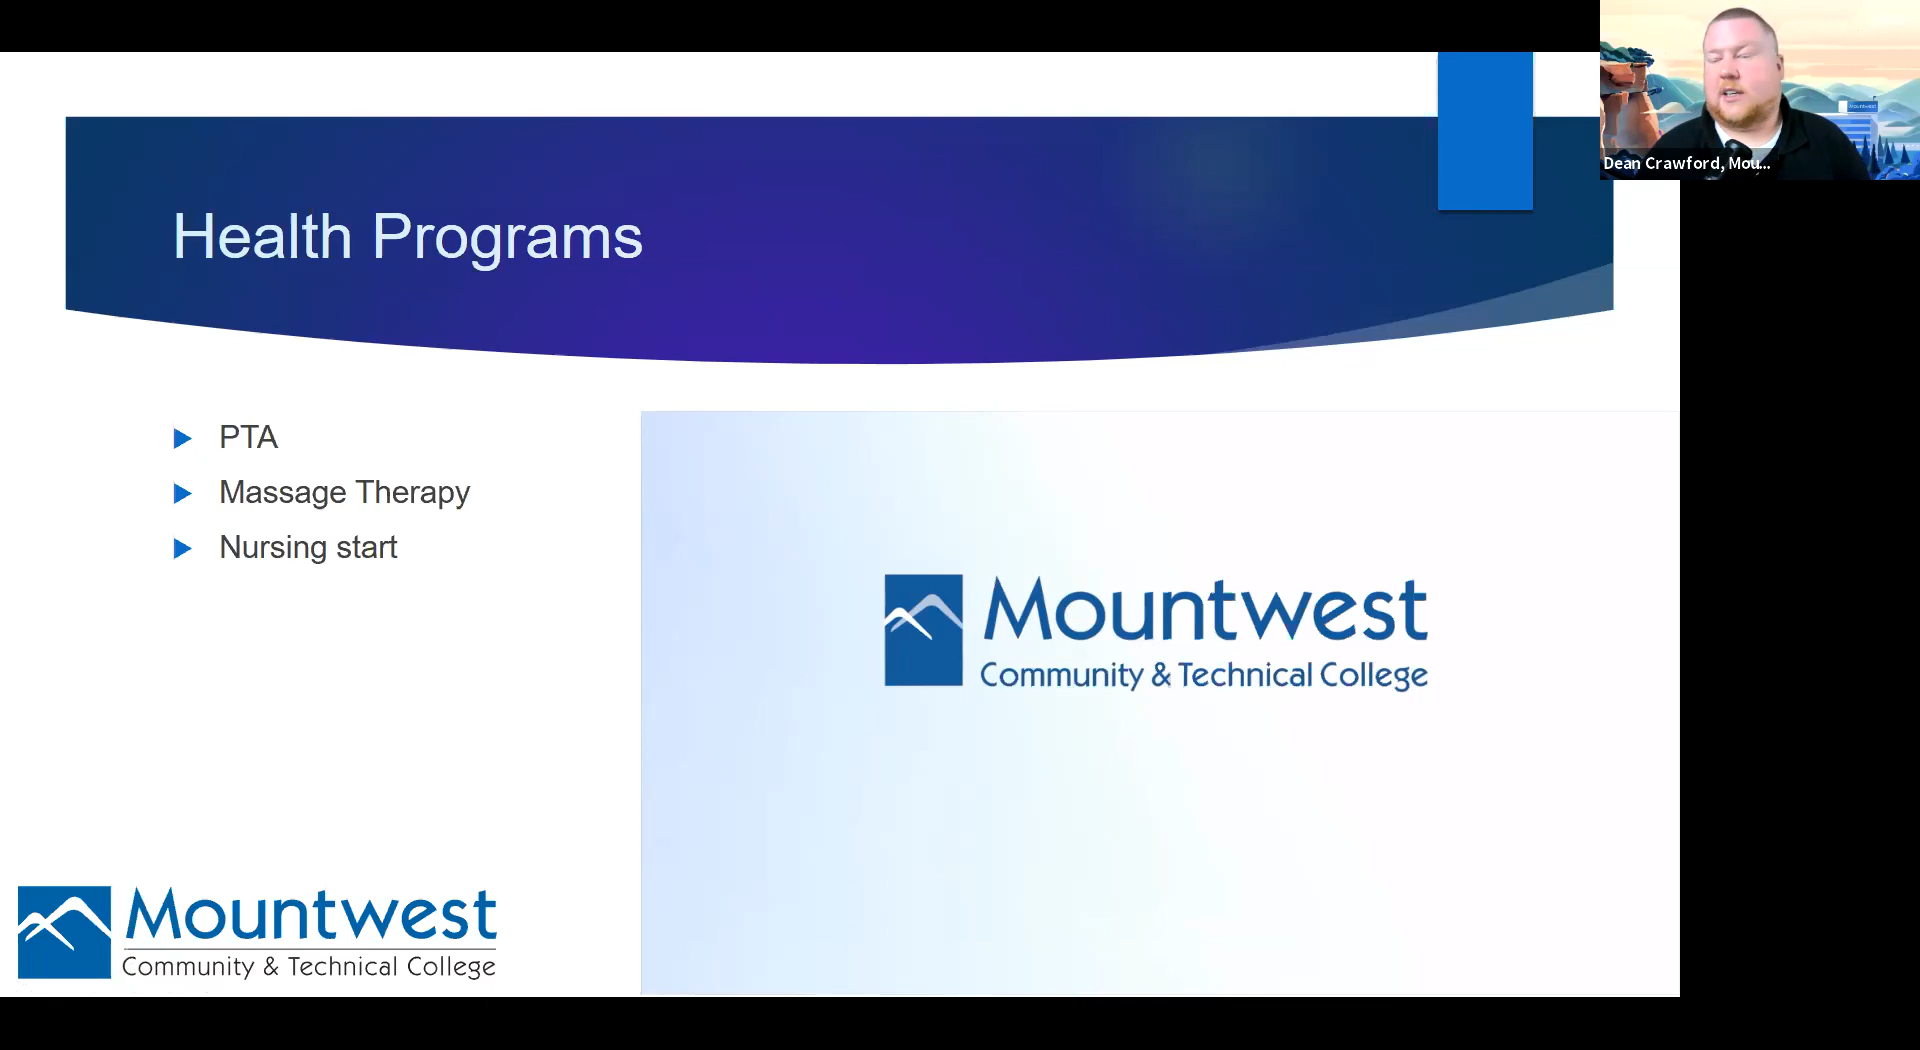 Health Programs
Dean Crawford, Mou...
PTA
Massage Therapy
Nursing start
Mountwest
Community & Technical College
Mountwest
Community & Technical College